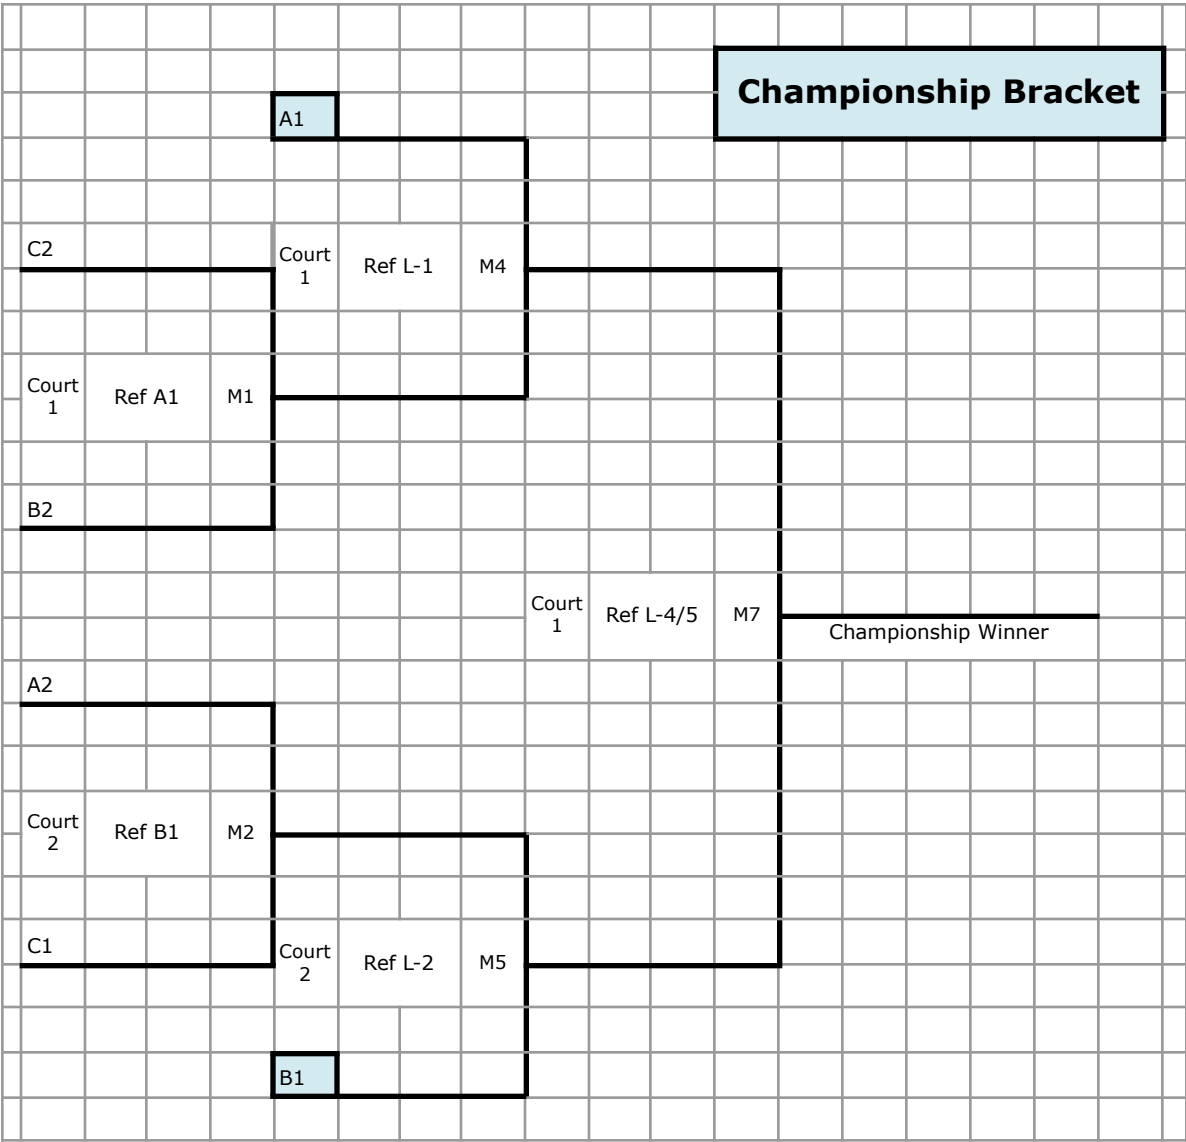 Championship Bracket
A1
C2
Court
1
Ref L-1
M4
Court
1
Ref A1
M1
B2
Court
1
Ref L-4/5
M7
Championship Winner
A2
Court
2
Ref B1
M2
C1
Court
2
Ref L-2
M5
B1